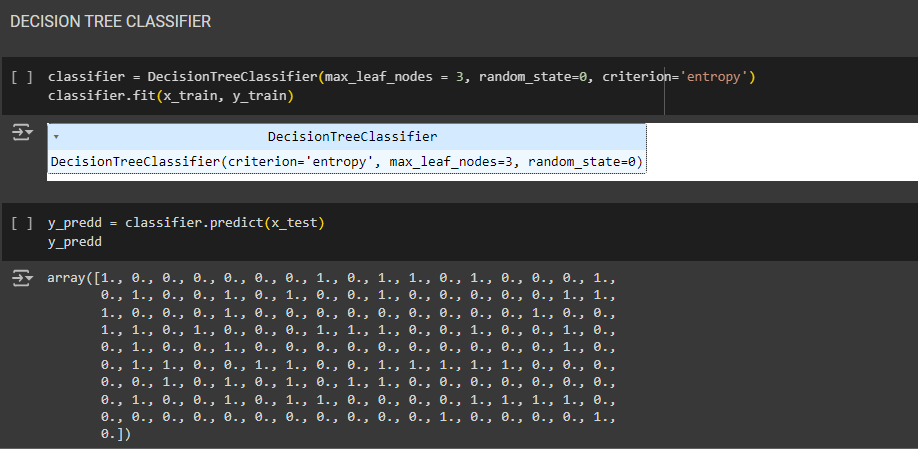 DECISION TREE CLASSIFIER
[ ] classifier = DecisionTreeClassifier(max_leaf_nodes = 3, random_state=0, criterion='entropy')
classifier.fit(x_train, y_train)
DecisionTreeClassifier
DecisionTreeClassifier(criterion='entropy', max_leaf_nodes=3, random_state=0)
[ ] y_predd = classifier.predict(x_test)
y_predd
array([1., 0., 0., 0., 0., 0., 0., 1., 0., 1., 1., 0., 1., 0., 0., 0., 1.,
0., 1., 0., 0., 1., 0., 1., 0., 0., 1., 0., 0., 0., 0., 0., 1., 1.,
1., 0., 0., 0., 1., 0., 0., 0., 0., 0., 0., 0., 0., 0., 1., 0., 0.,
1., 1., 0., 1., 0., 0., 0., 1., 1., 1., 0., 0., 1., 0., 0., 1., 0.,
0., 1., 0., 0., 1., 0., 0., 0., 0., 0., 0., 0., 0., 0., 0., 1., 0.,
0., 1., 1., 0., 0., 1., 1., 0., 0., 1., 1., 1., 1., 1., 0., 0., 0.,
0., 0., 1., 0., 1., 0., 1., 0., 1., 1., 0., 0., 0., 0., 0., 0., 0.,
0., 1., 0., 0., 1., 0., 1., 1., 0., 0., 0., 0., 1., 1., 1., 1., 0.,
0., 0., 0., 0., 0., 0., 0., 0., 0., 0., 0., 1., 0., 0., 0., 0., 1.,
0.])